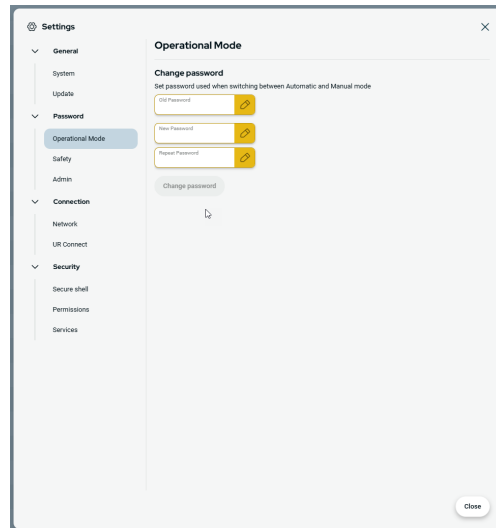 Settings
General
System
Update
Password
Operational Mode
Safety
Admin
Connection
Network
UR Connect
Security
Secure shell
Permissions
Services
Operational Mode
Change password
Set password used when switching between Automatic and Manual mode
Old Password
New Password
Repeat Password
Change password
Close